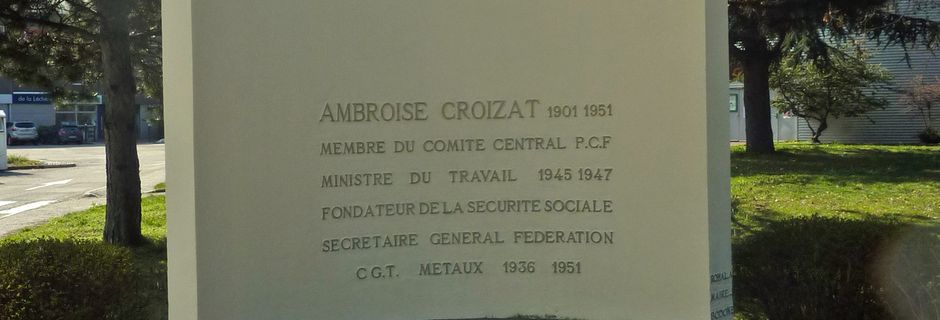 de la Léche
AMBROISE CROIZAT 1901 1951
MEMBRE DU COMITE CENTRAL P.C.F
MINISTRE DU TRAVAIL 1945 1947
FONDATEUR DE LA SECURITE SOCIALE
SECRETAIRE GENERAL FEDERATION
C.G.T. METAUX 1936 1951